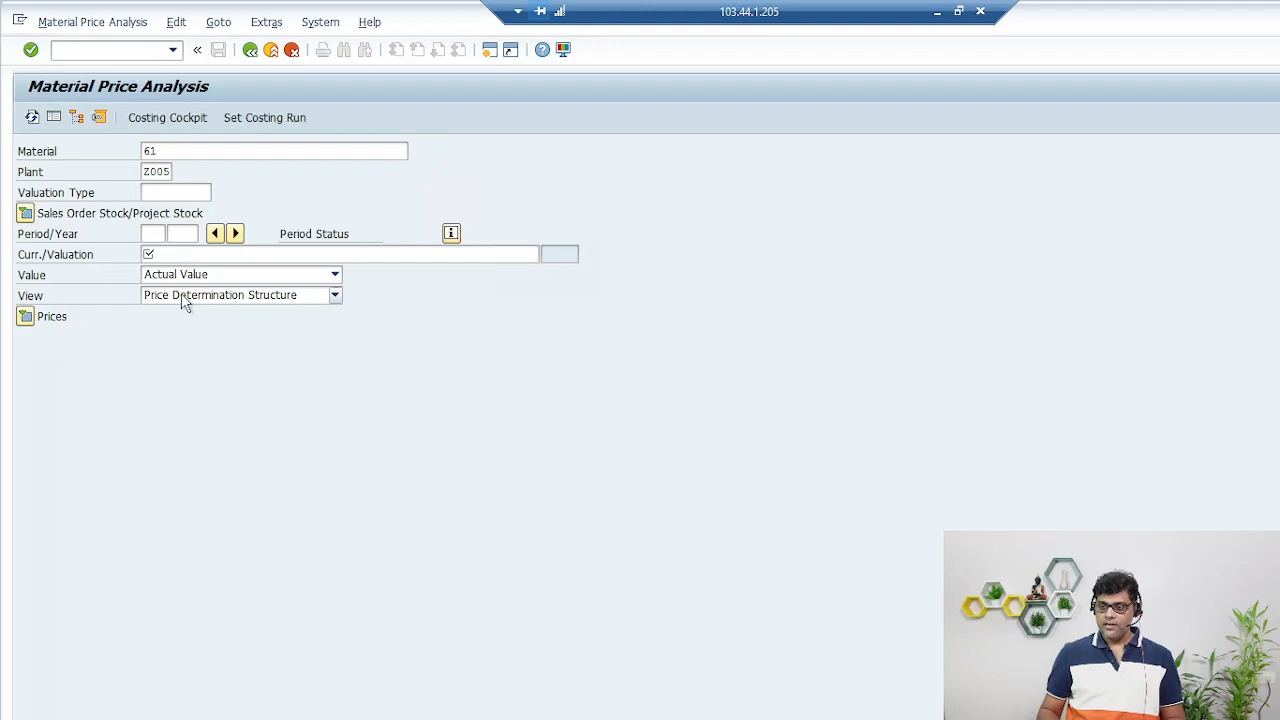 103.44.1.205
Material Price Analysis Edit Goto Extras System Help
Material Price Analysis
Costing Cockpit Set Costing Run
Material 61
Plant Z005
Valuation Type
Sales Order Stock/Project Stock
Period/Year Period Status
Curr./Valuation
Value Actual Value
View Price Determination Structure
Prices